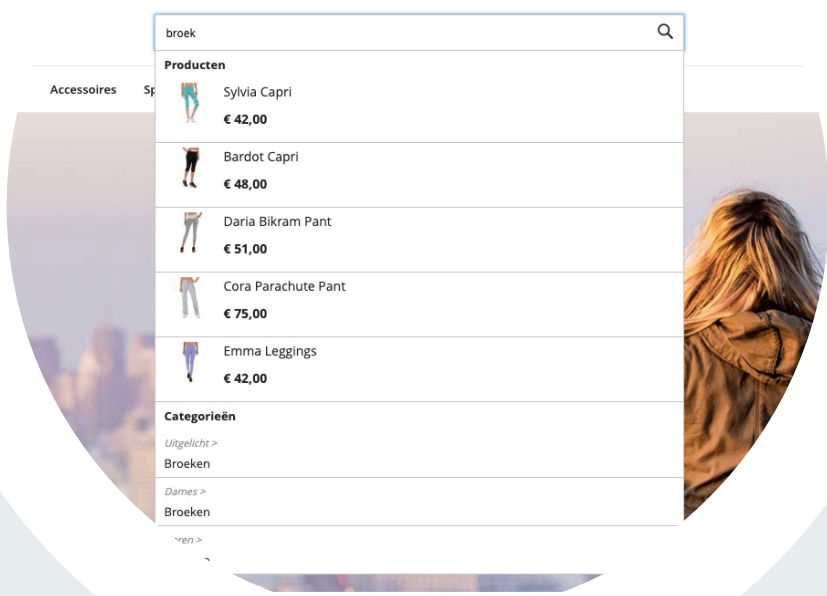 broek
Producten
Accessoires
Sylvia Capri
€ 42,00
Bardot Capri
€ 48,00
Daria Bikram Pant
€ 51,00
Cora Parachute Pant
€ 75,00
Emma Leggings
€ 42,00
Categorieën
Uitgelicht >
Broeken
Dames >
Broeken